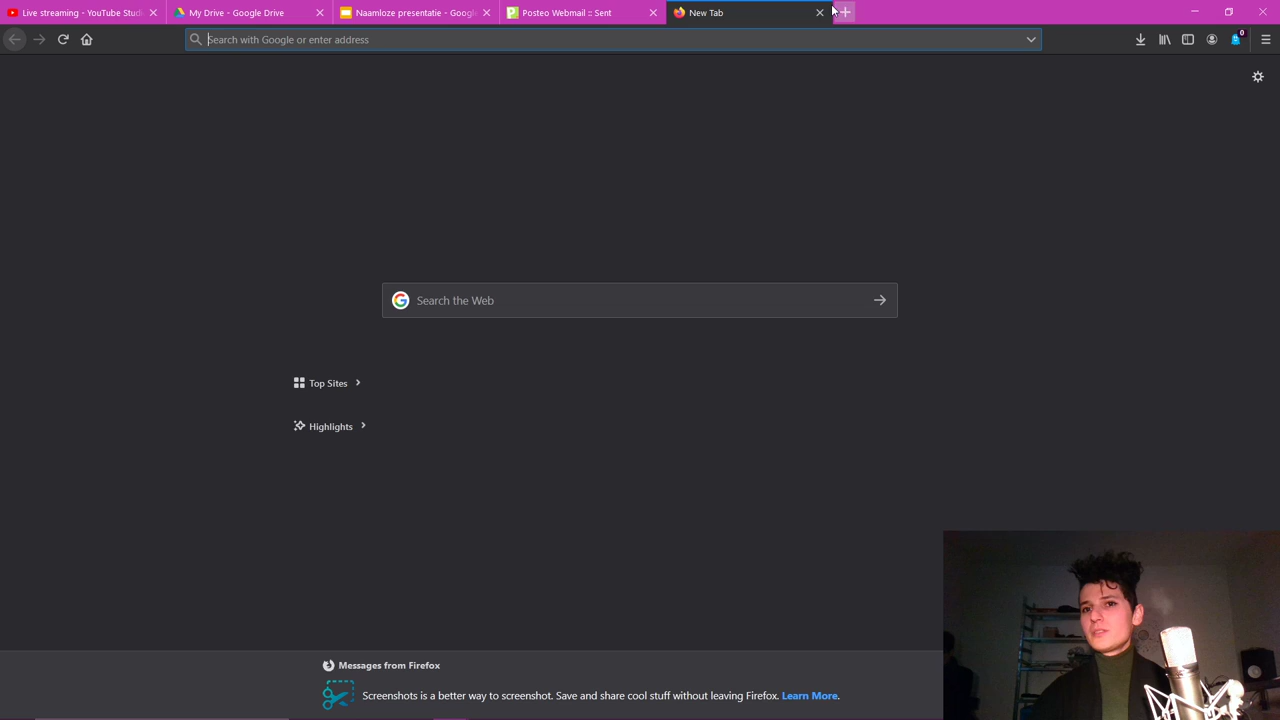 Live streaming - YouTube Studi
My Drive - Google Drive
Naamloze presentatie - Googl
Posteo Webmail :: Sent
New Tab
Search with Google or enter address
0
Search the Web
Top Sites
Highlights
Messages from Firefox
Screenshots is a better way to screenshot. Save and share cool stuff without leaving Firefox. Learn More.